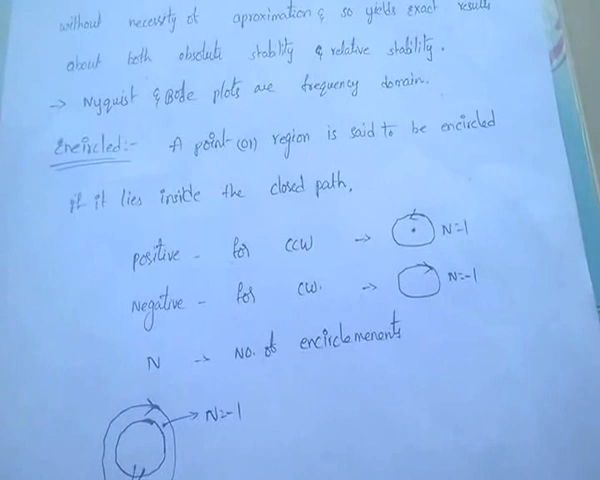 without necessity of aproximation & so yields exact results
about both absolute stability & relative stability.
→ Nyquist & Bode plots are frequency domain.
Encircled:- A point (or) region is said to be encircled
if it lies inside the closed path.
positive - for CCW → N=1
Negative - for CW. → N=-1
N → No. of encirclemenents
→ N=-1